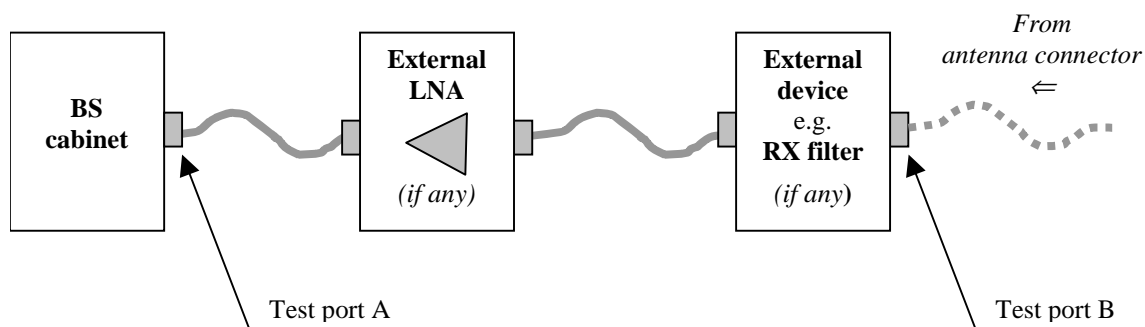 BS
cabinet
External
LNA
(if any)
External
device
e.g.
RX filter
(if any)
From
antenna connector
⇐
Test port A
Test port B